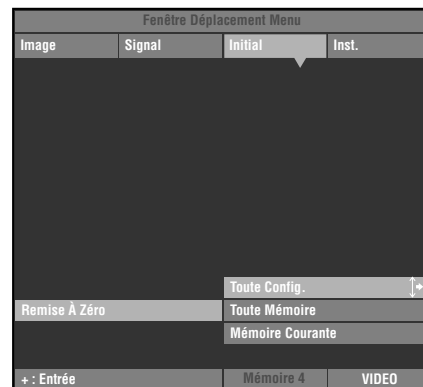 Fenêtre Déplacement Menu
Image Signal Initial Inst.
Toute Config.
Remise À Zéro Toute Mémoire
Mémoire Courante
+ : Entrée Mémoire 4 VIDEO